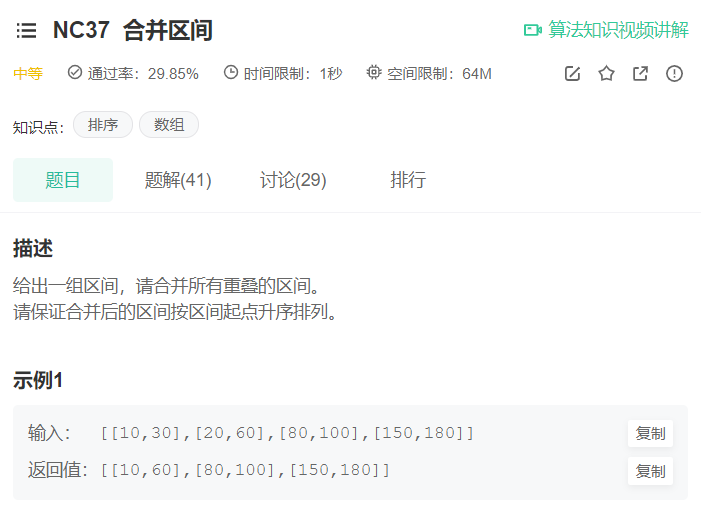 NC37 合并区间 算法知识视频讲解
中等 通过率：29.85% 时间限制：1秒 空间限制：64M
知识点： 排序 数组
题目 题解(41) 讨论(29) 排行
描述
给出一组区间，请合并所有重叠的区间。
请保证合并后的区间按区间起点升序排列。
示例1
输入： [[10,30],[20,60],[80,100],[150,180]] 复制
返回值： [[10,60],[80,100],[150,180]] 复制